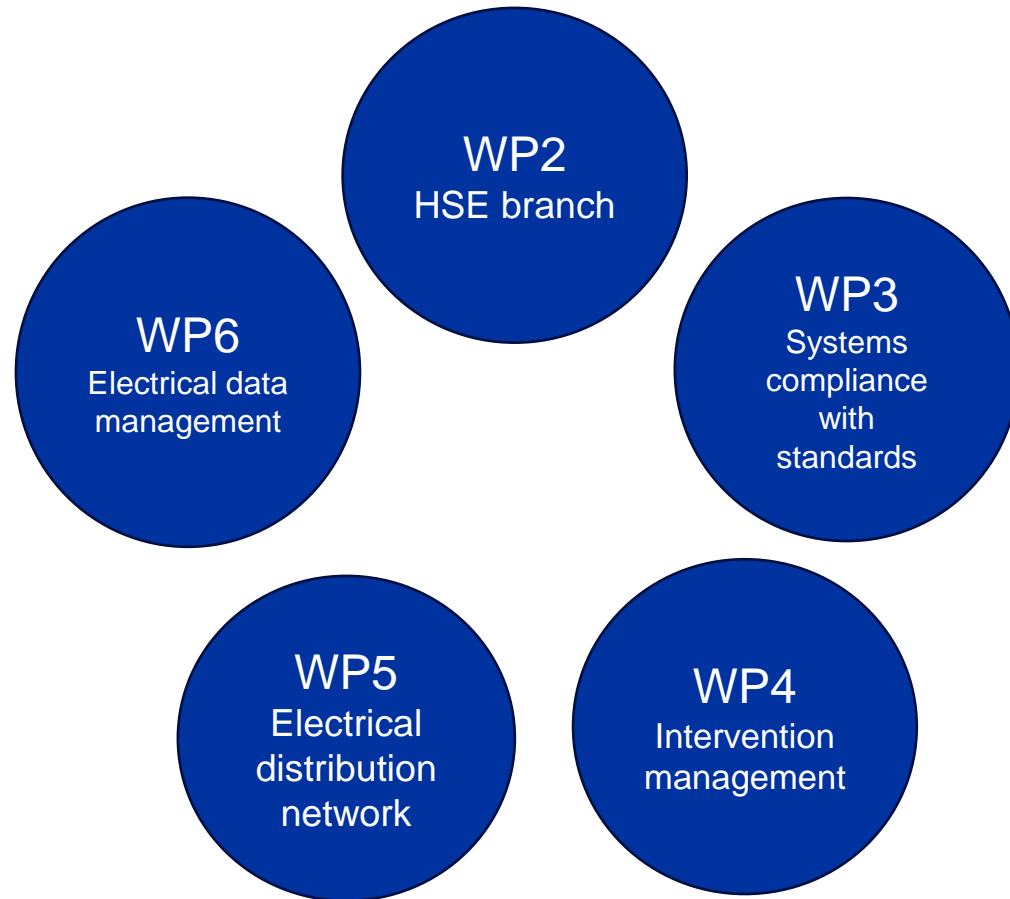 WP2
HSE branch
WP3
Systems
compliance
with
standards
WP6
Electrical data
management
WP5
Electrical
distribution
network
WP4
Intervention
management